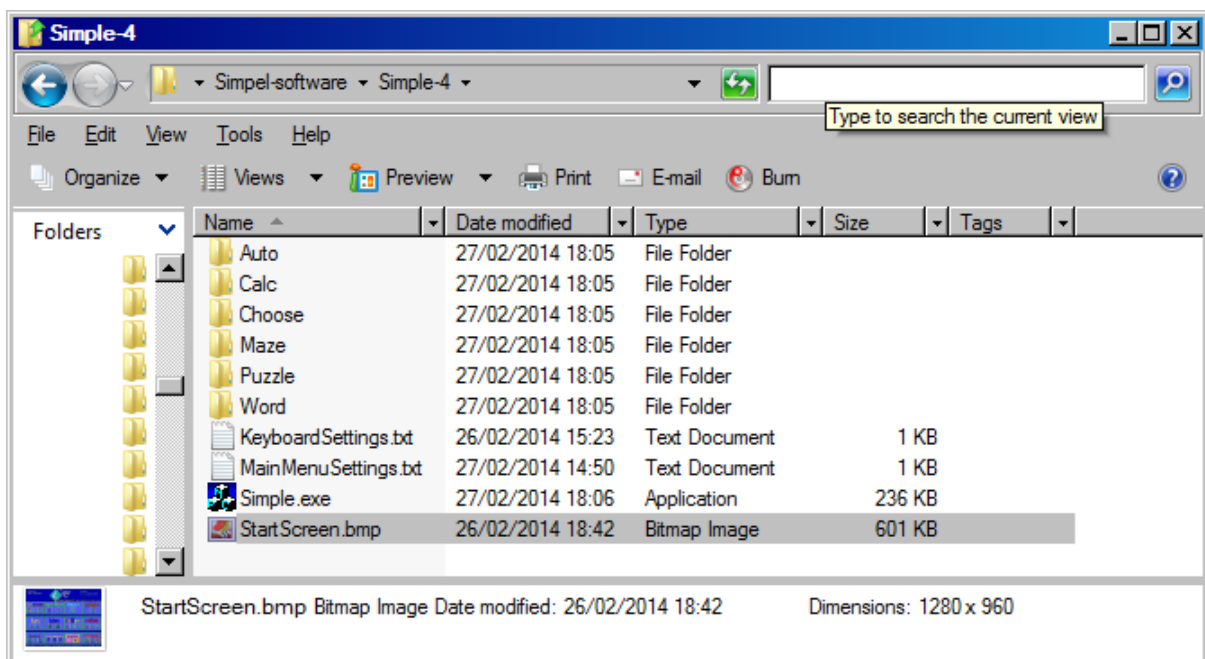 Simple-4
Simpel-software Simple-4
Type to search the current view
File Edit View Tools Help
Organize Views Preview Print E-mail Burn
Folders Name Date modified Type Size Tags
Auto 27/02/2014 18:05 File Folder
Calc 27/02/2014 18:05 File Folder
Choose 27/02/2014 18:05 File Folder
Maze 27/02/2014 18:05 File Folder
Puzzle 27/02/2014 18:05 File Folder
Word 27/02/2014 18:05 File Folder
KeyboardSettings.txt 26/02/2014 15:23 Text Document 1 KB
MainMenuSettings.txt 27/02/2014 14:50 Text Document 1 KB
Simple.exe 27/02/2014 18:06 Application 236 KB
StartScreen.bmp 26/02/2014 18:42 Bitmap Image 601 KB
StartScreen.bmp Bitmap Image Date modified: 26/02/2014 18:42 Dimensions: 1280 x 960